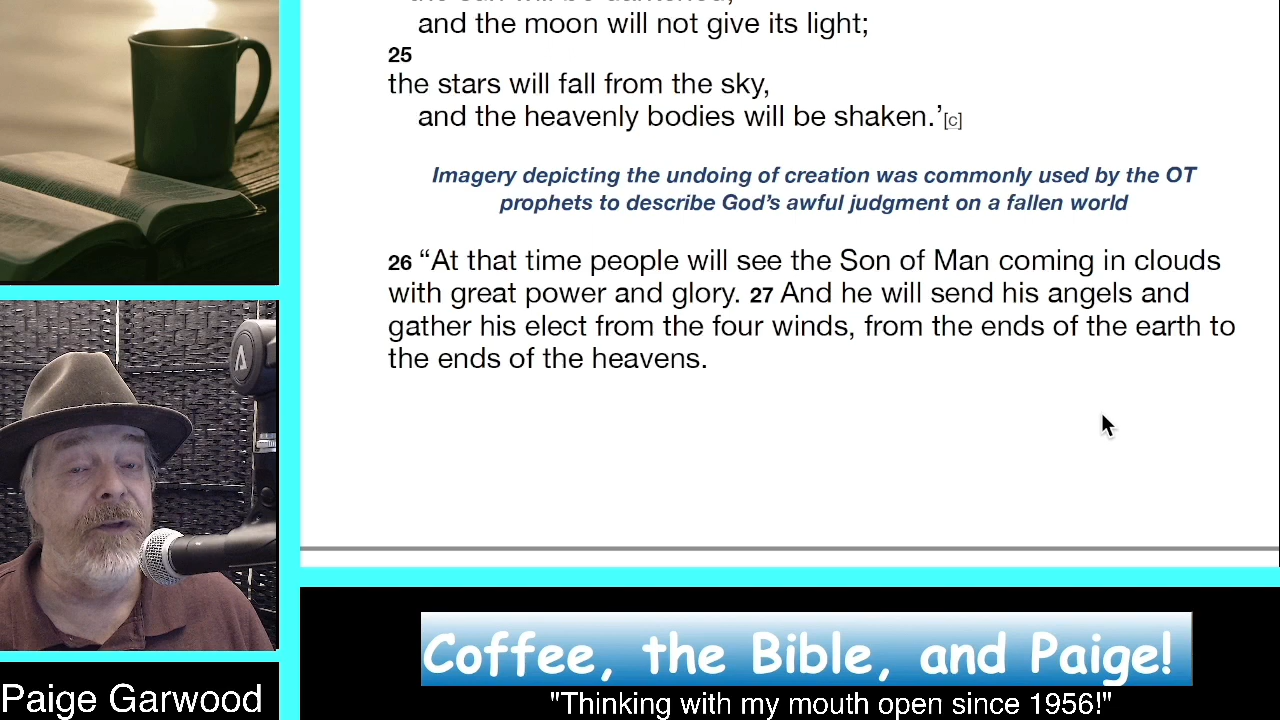 and the moon will not give its light;
25
the stars will fall from the sky,
and the heavenly bodies will be shaken.’[c]
Imagery depicting the undoing of creation was commonly used by the OT
prophets to describe God’s awful judgment on a fallen world
26 “At that time people will see the Son of Man coming in clouds
with great power and glory. 27 And he will send his angels and
gather his elect from the four winds, from the ends of the earth to
the ends of the heavens.
Coffee, the Bible, and Paige!
Paige Garwood
"Thinking with my mouth open since 1956!"